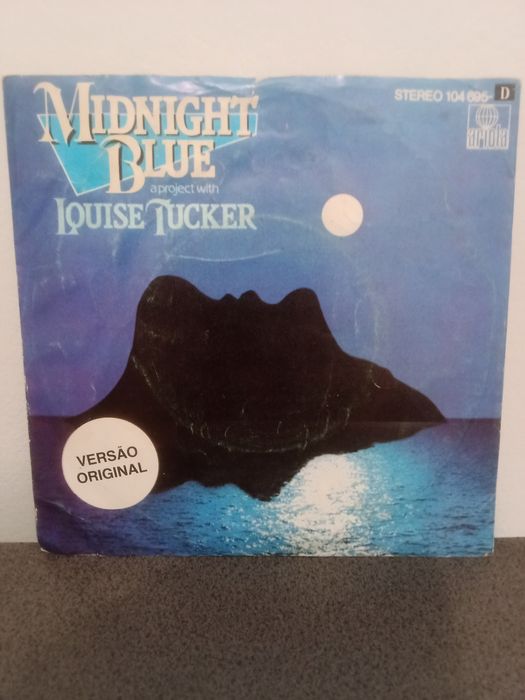 MIDNIGHT
BLUE
a project with
LOUISE TUCKER
STEREO 104 695-D
ariola
VERSÃO
ORIGINAL